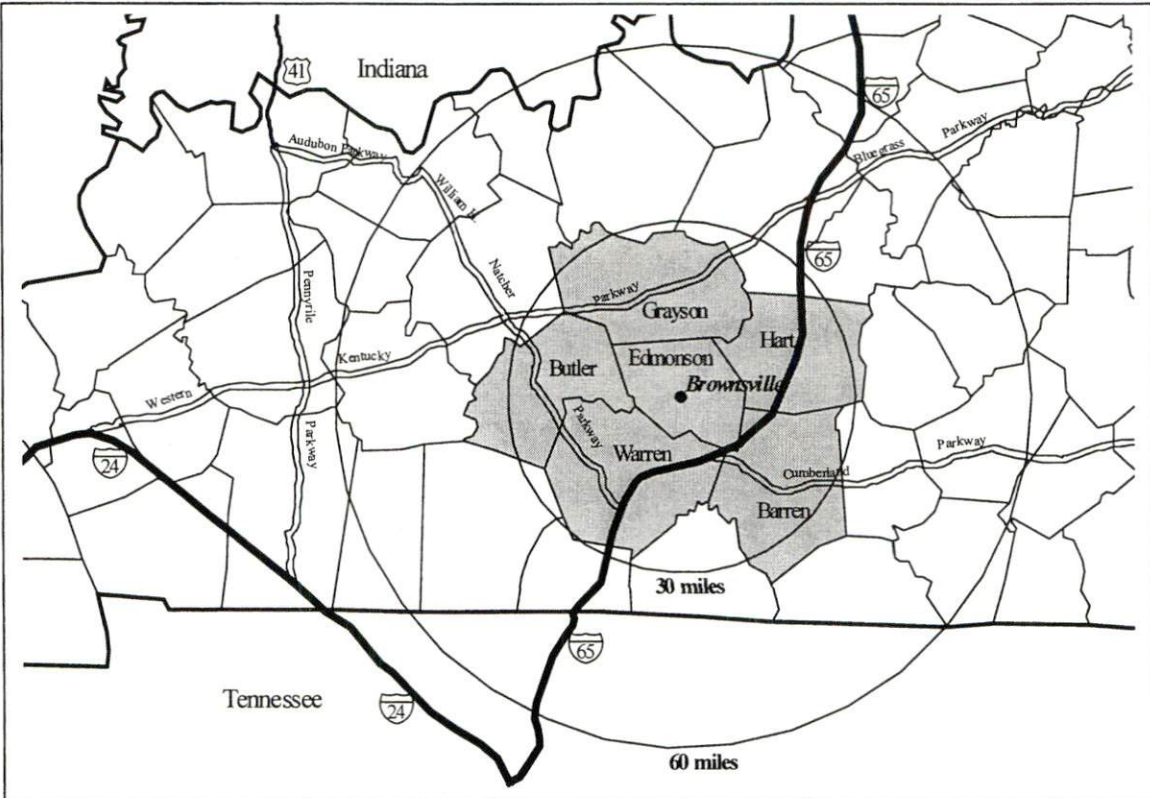 41
Indiana
65
Parkway
Bluegrass
Audubon Parkway
William H.
Natcher
65
Pennyrile
Parkway
Grayson
Kentucky
Hart
Edmonson
Butler
Brownsville
Western
Parkway
Parkway
Parkway
Warren
24
Cumberland
Barren
30 miles
65
Tennessee
24
60 miles